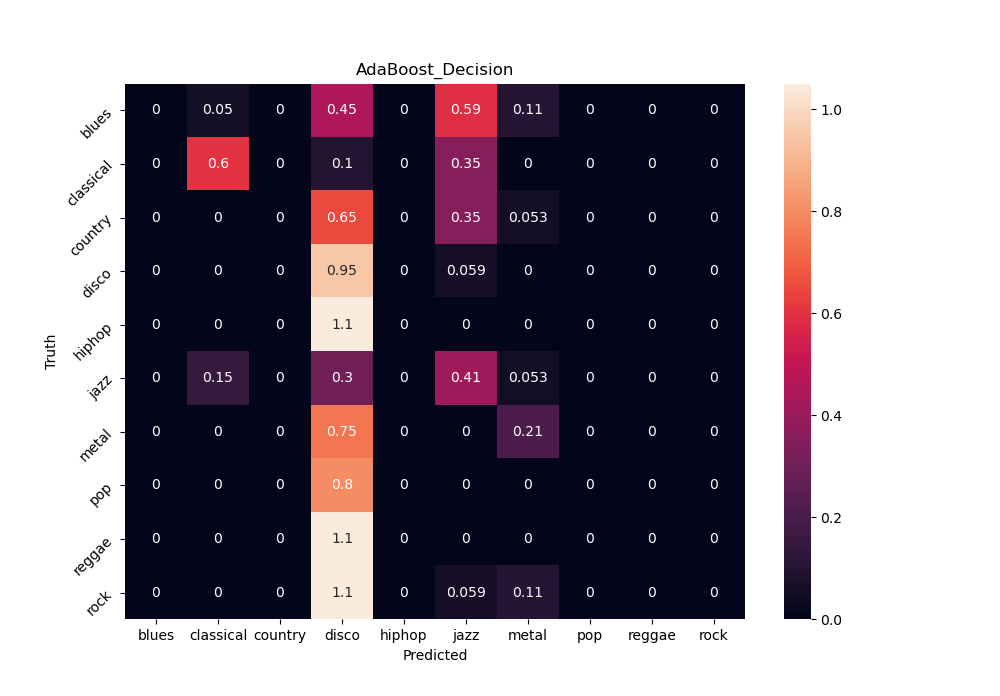 AdaBoost_Decision
blues 0 0.05 0 0.45 0 0.59 0.11 0 0 0
classical 0 0.6 0 0.1 0 0.35 0 0 0 0
country 0 0 0 0.65 0 0.35 0.053 0 0 0
disco 0 0 0 0.95 0 0.059 0 0 0 0
hiphop 0 0 0 1.1 0 0 0 0 0 0
jazz 0 0.15 0 0.3 0 0.41 0.053 0 0 0
metal 0 0 0 0.75 0 0 0.21 0 0 0
pop 0 0 0 0.8 0 0 0 0 0 0
reggae 0 0 0 1.1 0 0 0 0 0 0
rock 0 0 0 1.1 0 0.059 0.11 0 0 0
Truth
blues classical country disco hiphop jazz metal pop reggae rock
Predicted
1.0
0.8
0.6
0.4
0.2
0.0